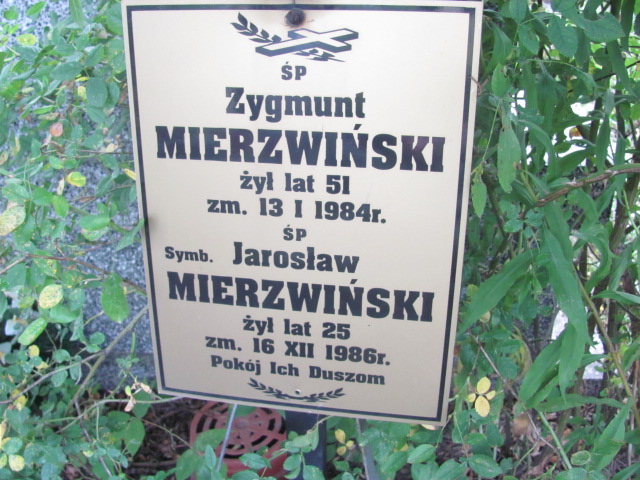 ŚP
Zygmunt
MIERZWIŃSKI
żył lat 51
zm. 13 I 1984r.
ŚP
Symb. Jarosław
MIERZWIŃSKI
żył lat 25
zm. 16 XII 1986r.
Pokój Ich Duszom